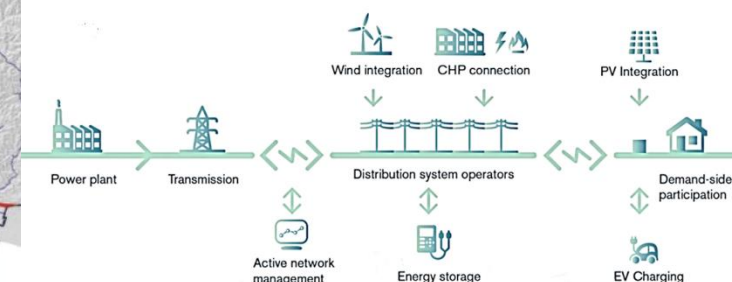 Wind integration
CHP connection
PV Integration
Power plant
Transmission
Distribution system operators
Demand-side
participation
Active network
management
Energy storage
EV Charging